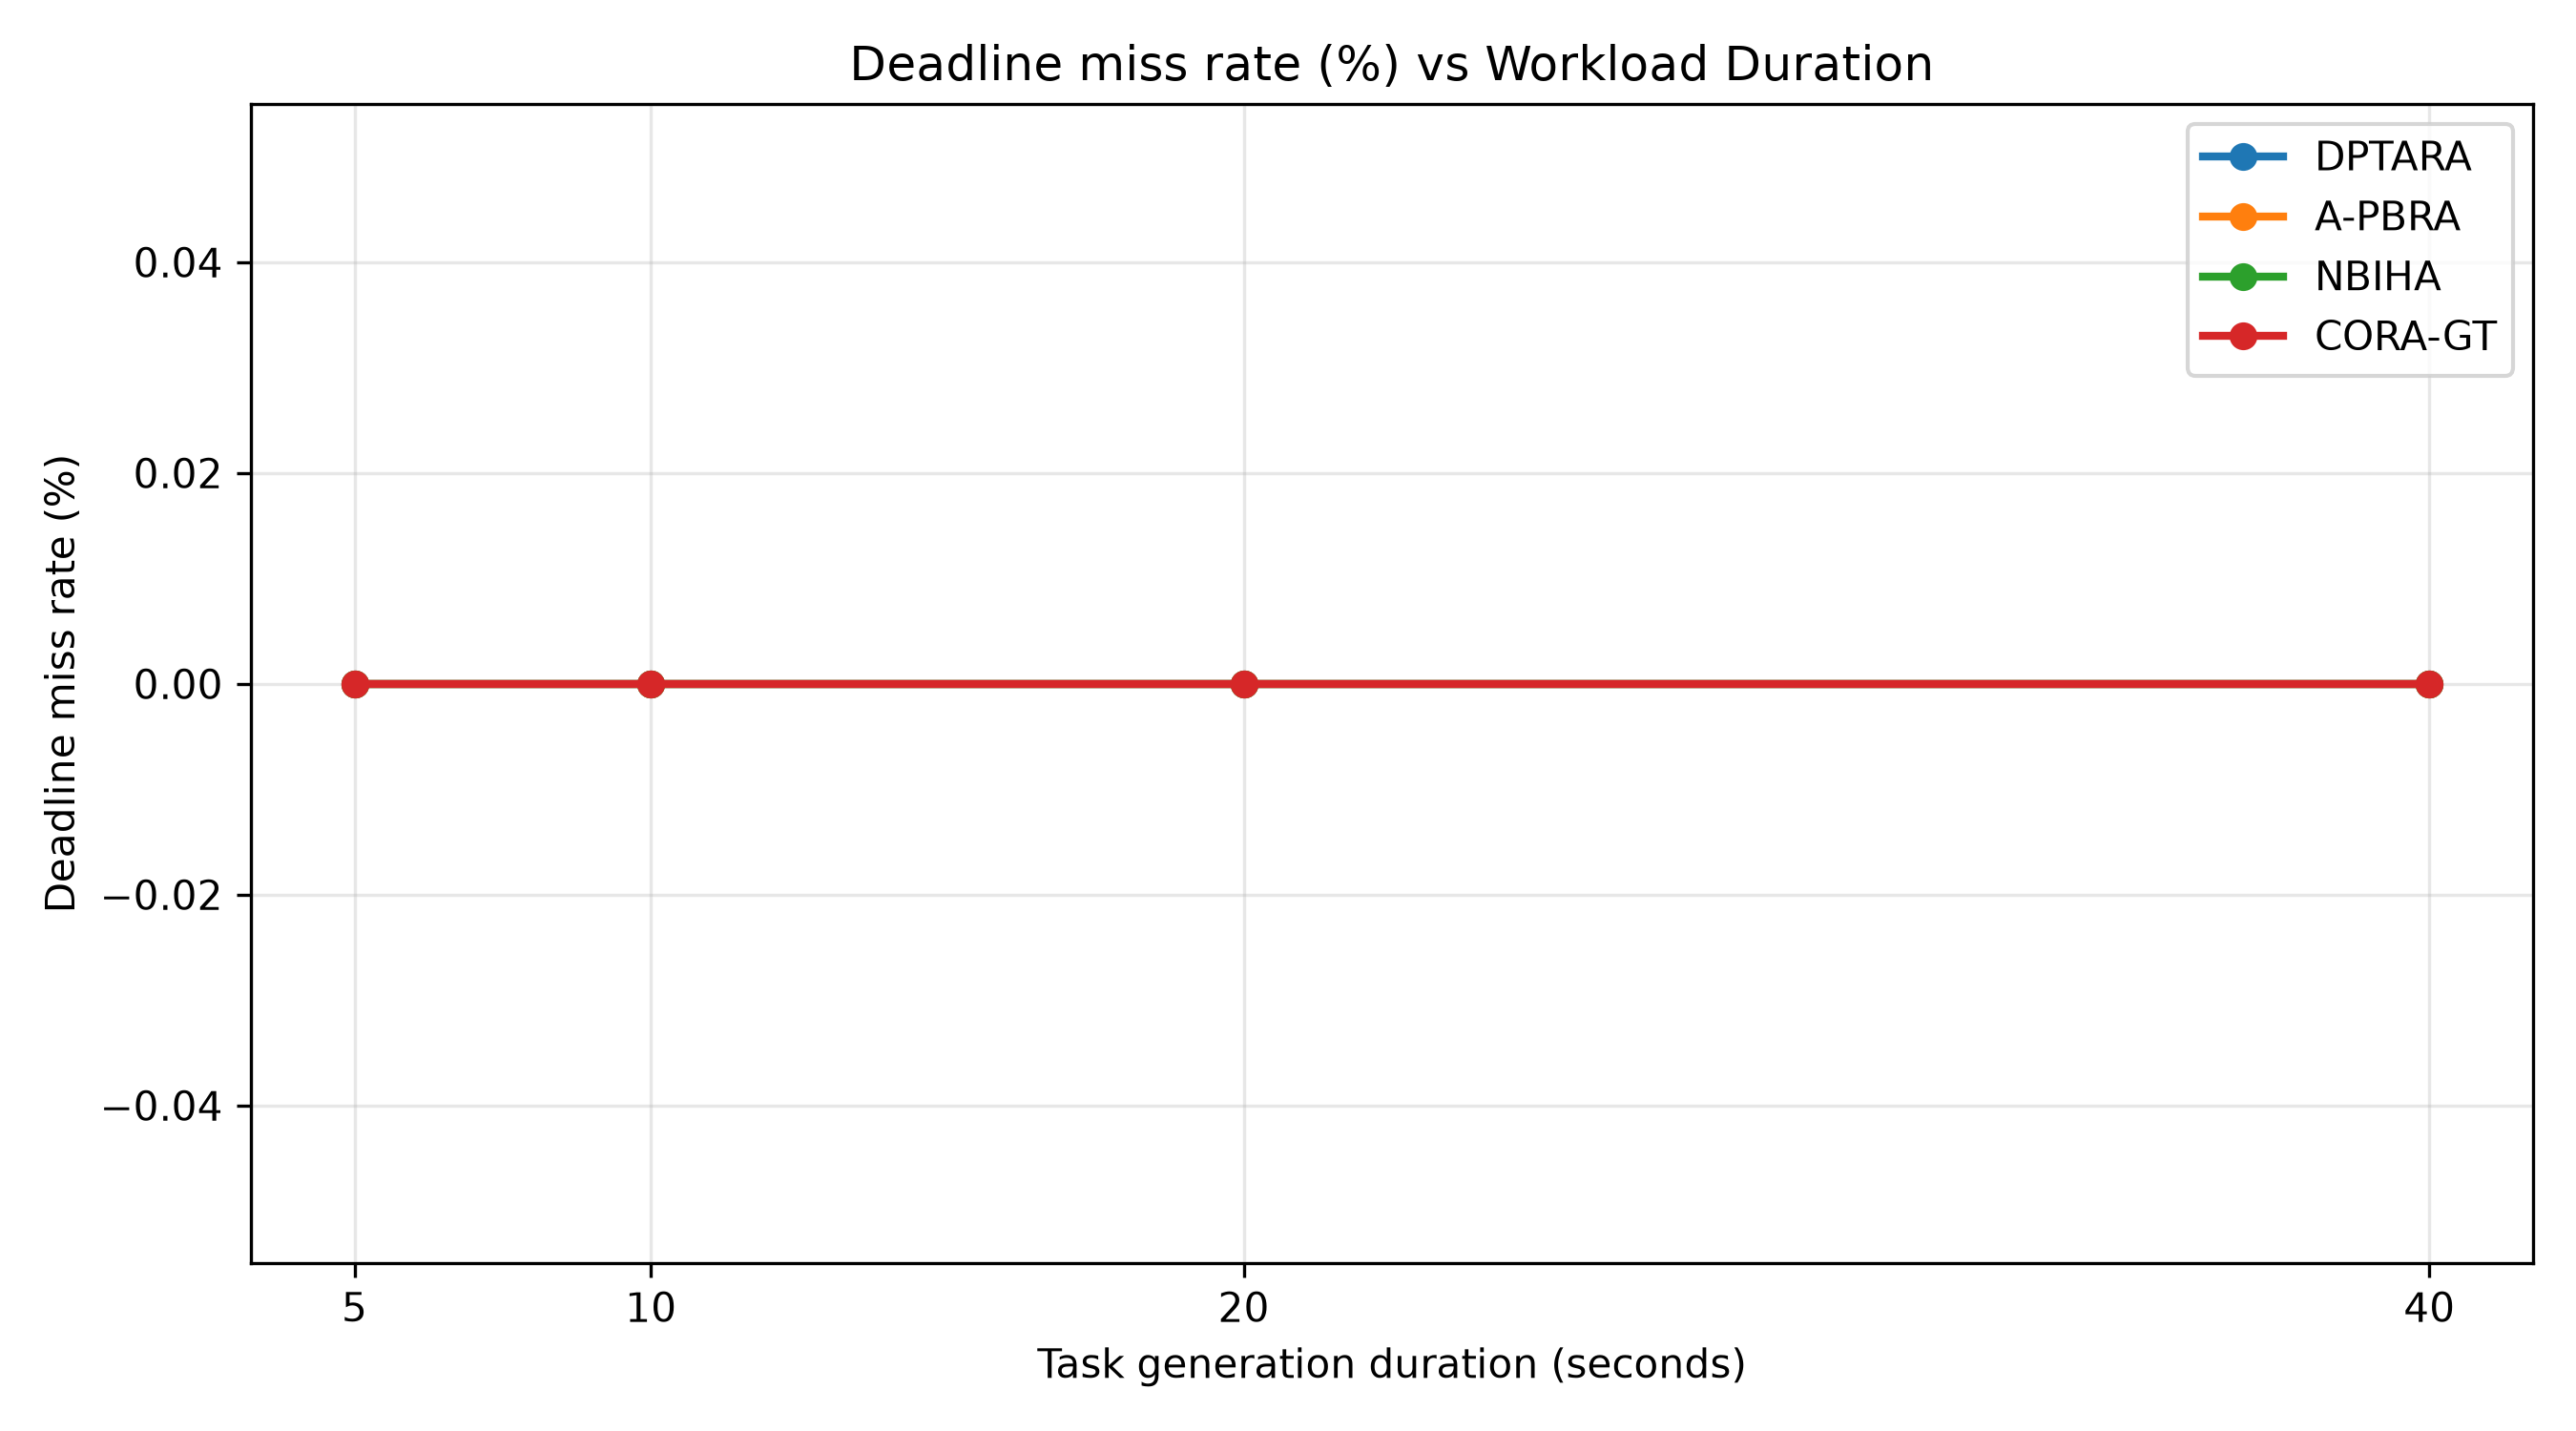 Deadline miss rate (%) vs Workload Duration
DPTARA
A-PBRA
NBIHA
CORA-GT
Deadline miss rate (%)
0.04
0.02
0.00
−0.02
−0.04
5 10 20 40
Task generation duration (seconds)